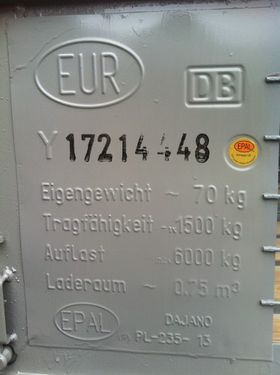 EUR DB
Y 17214448
EPAL
Eigengewicht ~ 70 kg
Tragfähigkeit ~ 1500 kg
Auflast ~ 6000 kg
Laderaum ~ 0.75 m³
EPAL DAJANO
PL-235-13